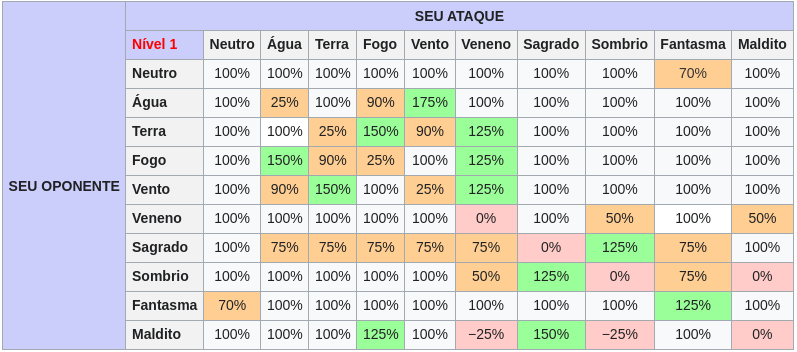 SEU ATAQUE
Nível 1 Neutro Água Terra Fogo Vento Veneno Sagrado Sombrio Fantasma Maldito
Neutro 100% 100% 100% 100% 100% 100% 100% 100% 70% 100%
Água 100% 25% 100% 90% 175% 100% 100% 100% 100% 100%
Terra 100% 100% 25% 150% 90% 125% 100% 100% 100% 100%
Fogo 100% 150% 90% 25% 100% 125% 100% 100% 100% 100%
SEU OPONENTE Vento 100% 90% 150% 100% 25% 125% 100% 100% 100% 100%
Veneno 100% 100% 100% 100% 100% 0% 100% 50% 100% 50%
Sagrado 100% 75% 75% 75% 75% 75% 0% 125% 75% 100%
Sombrio 100% 100% 100% 100% 100% 50% 125% 0% 75% 0%
Fantasma 70% 100% 100% 100% 100% 100% 100% 100% 125% 100%
Maldito 100% 100% 100% 125% 100% −25% 150% −25% 100% 0%